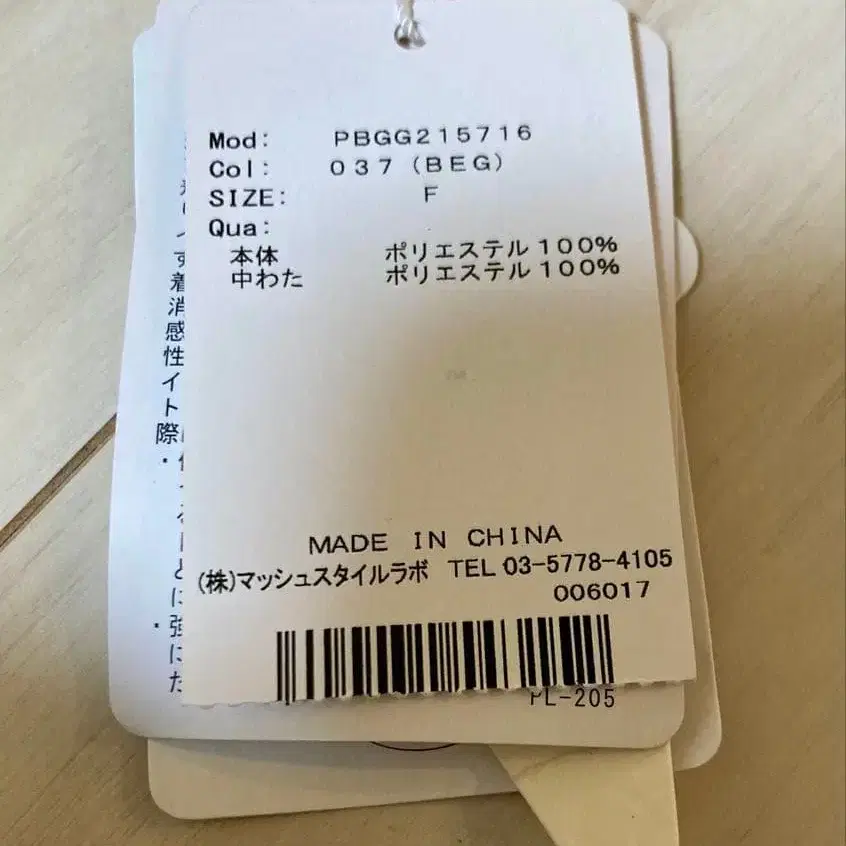 Mod: PBGG215716
Col: 037 (BEG)
SIZE: F
Qua:
本体 ポリエステル100%
中わた ポリエステル100%
MADE IN CHINA
(株)マッシュスタイルラボ TEL 03-5778-4105
006017
PL-205